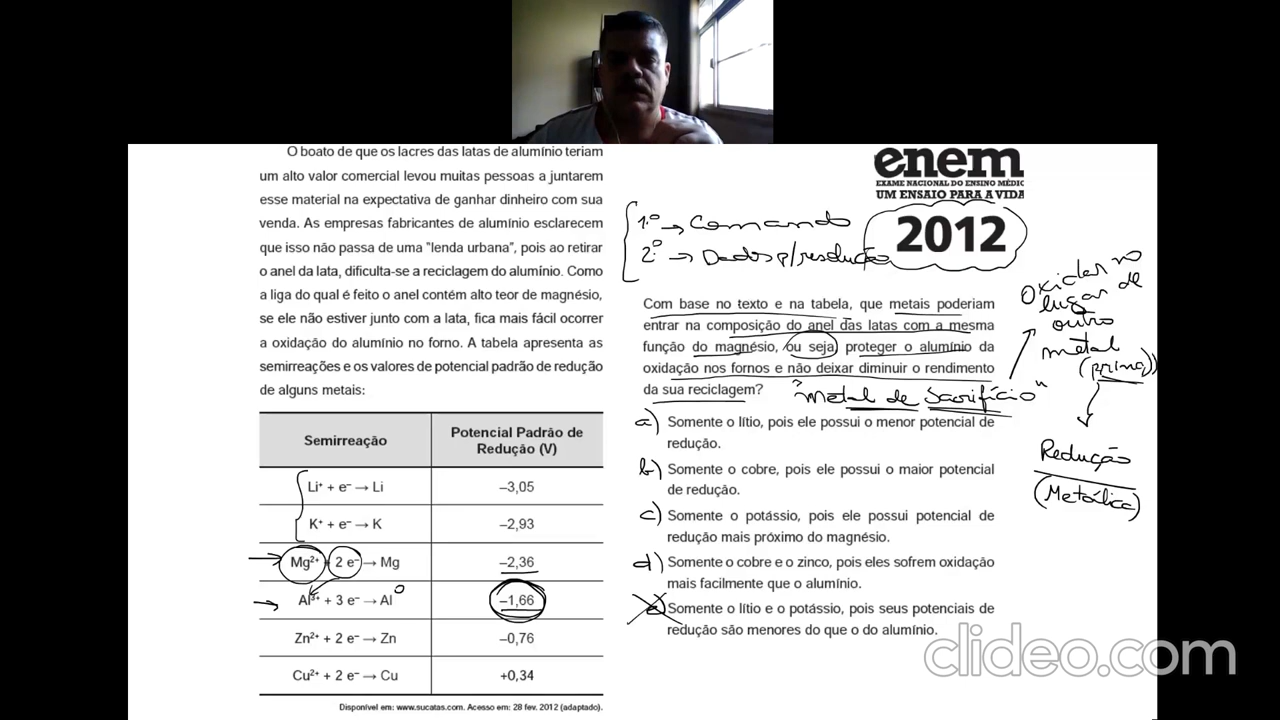 O boato de que os lacres das latas de alumínio teriam
um alto valor comercial levou muitas pessoas a juntarem
esse material na expectativa de ganhar dinheiro com sua
venda. As empresas fabricantes de alumínio esclarecem
que isso não passa de uma "lenda urbana", pois ao retirar
o anel da lata, dificulta-se a reciclagem do alumínio. Como
a liga do qual é feito o anel contém alto teor de magnésio,
se ele não estiver junto com a lata, fica mais fácil ocorrer
a oxidação do alumínio no forno. A tabela apresenta as
semirreações e os valores de potencial padrão de redução
de alguns metais:
Semirreação
Potencial Padrão de
Redução (V)
Li⁺ + e⁻ → Li
–3,05
K⁺ + e⁻ → K
–2,93
Mg²⁺ + 2 e⁻ → Mg
–2,36
Al³⁺ + 3 e⁻ → Al⁰
–1,66
Zn²⁺ + 2 e⁻ → Zn
–0,76
Cu²⁺ + 2 e⁻ → Cu
+0,34
Disponível em: www.sucatas.com. Acesso em: 28 fev. 2012 (adaptado).
enem
EXAME NACIONAL DO ENSINO MÉDIO
UM ENSAIO PARA A VIDA
2012
1º → Comando
2º → Dados p/resolução
Com base no texto e na tabela, que metais poderiam
entrar na composição do anel das latas com a mesma
função do magnésio, ou seja, proteger o alumínio da
oxidação nos fornos e não deixar diminuir o rendimento
da sua reciclagem?
"Metal de Sacrifício"
a) Somente o lítio, pois ele possui o menor potencial de
redução.
b) Somente o cobre, pois ele possui o maior potencial
de redução.
c) Somente o potássio, pois ele possui potencial de
redução mais próximo do magnésio.
d) Somente o cobre e o zinco, pois eles sofrem oxidação
mais facilmente que o alumínio.
e) Somente o lítio e o potássio, pois seus potenciais de
redução são menores do que o do alumínio.
Oxidar no
lugar de
outro
metal
(princ)
Redução
(Metálica)
clideo.com